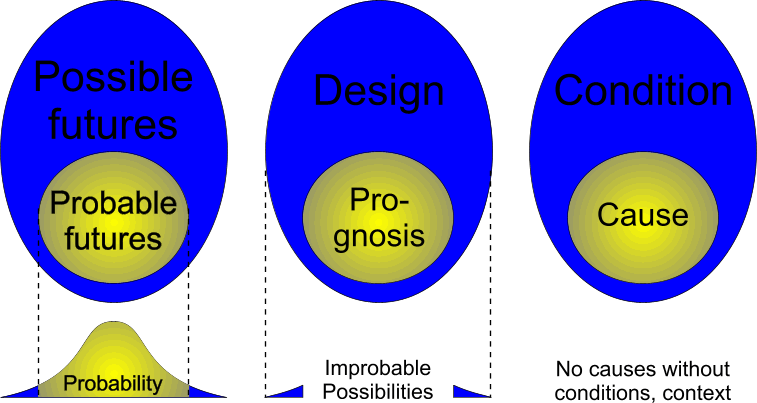 Possible
futures
Probable
futures
Probability
Design
Pro-
gnosis
Improbable
Possibilities
Condition
Cause
No causes without
conditions, context